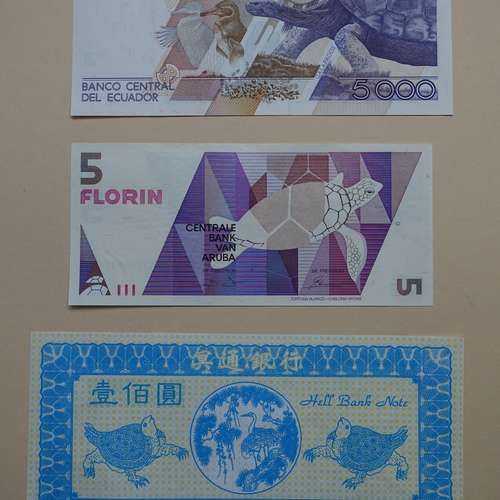 BANCO CENTRAL
DEL ECUADOR
5000
5
FLORIN
CENTRALE
BANK
VAN
ARUBA
5
冥通銀行
壹佰圓
Hell Bank Note